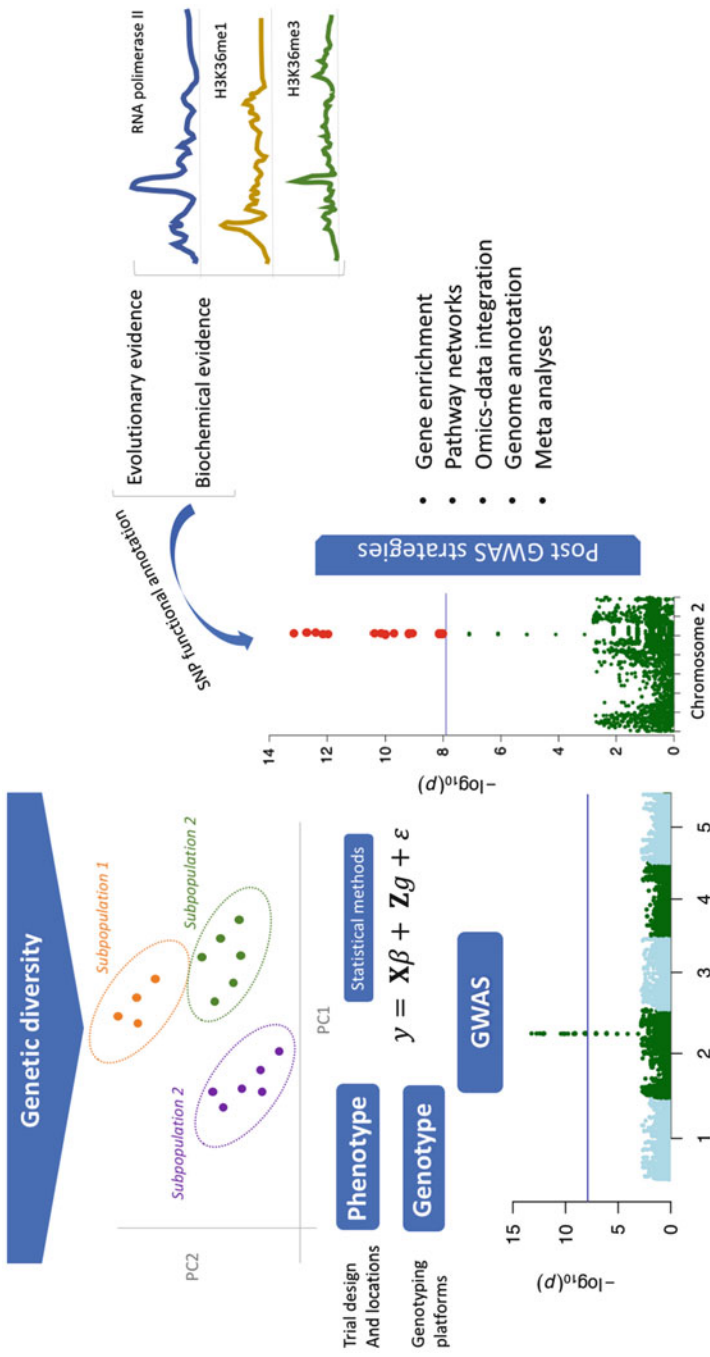 Genetic diversity
Subpopulation 1
Subpopulation 2
Subpopulation 2
PC2
PC1
Trial design
And locations
Phenotype
Statistical methods
Genotyping
platforms
Genotype
y = Xβ + Zg + ε
GWAS
15
10
5
0
−log10(p)
1
2
3
4
5
14
12
10
8
6
4
2
0
−log10(p)
Chromosome 2
SNP functional annotation
Evolutionary evidence
Biochemical evidence
RNA polimerase II
H3K36me1
H3K36me3
Post GWAS strategies
• Gene enrichment
• Pathway networks
• Omics-data integration
• Genome annotation
• Meta analyses